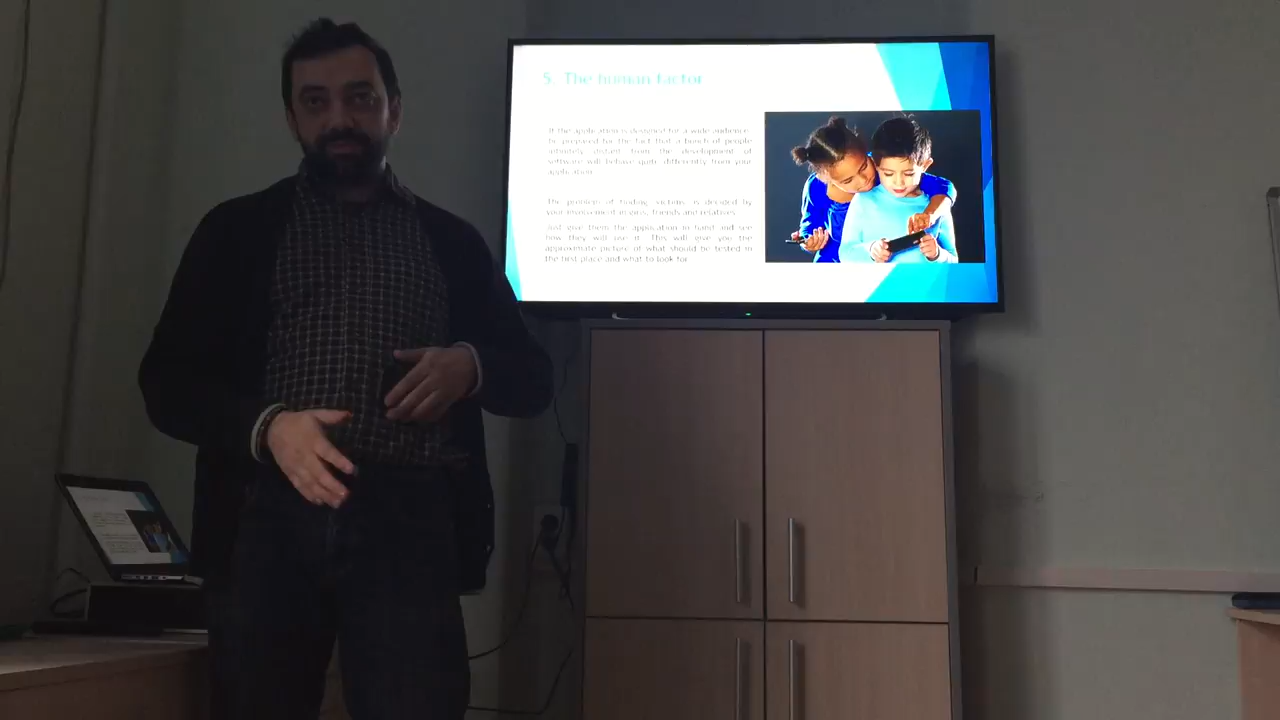 5. The human factor
If the application is designed for a wide audience,
be prepared for the fact that a bunch of people
definitely distant from the development of
software will behave quite differently from your
application.
The problem of finding "victims" is decided by
your involvement in guys, friends and relatives.
Just give them the application in hand and see
how they will use it. This will give you the
approximate picture of what should be tested in
the first place and what to look for.